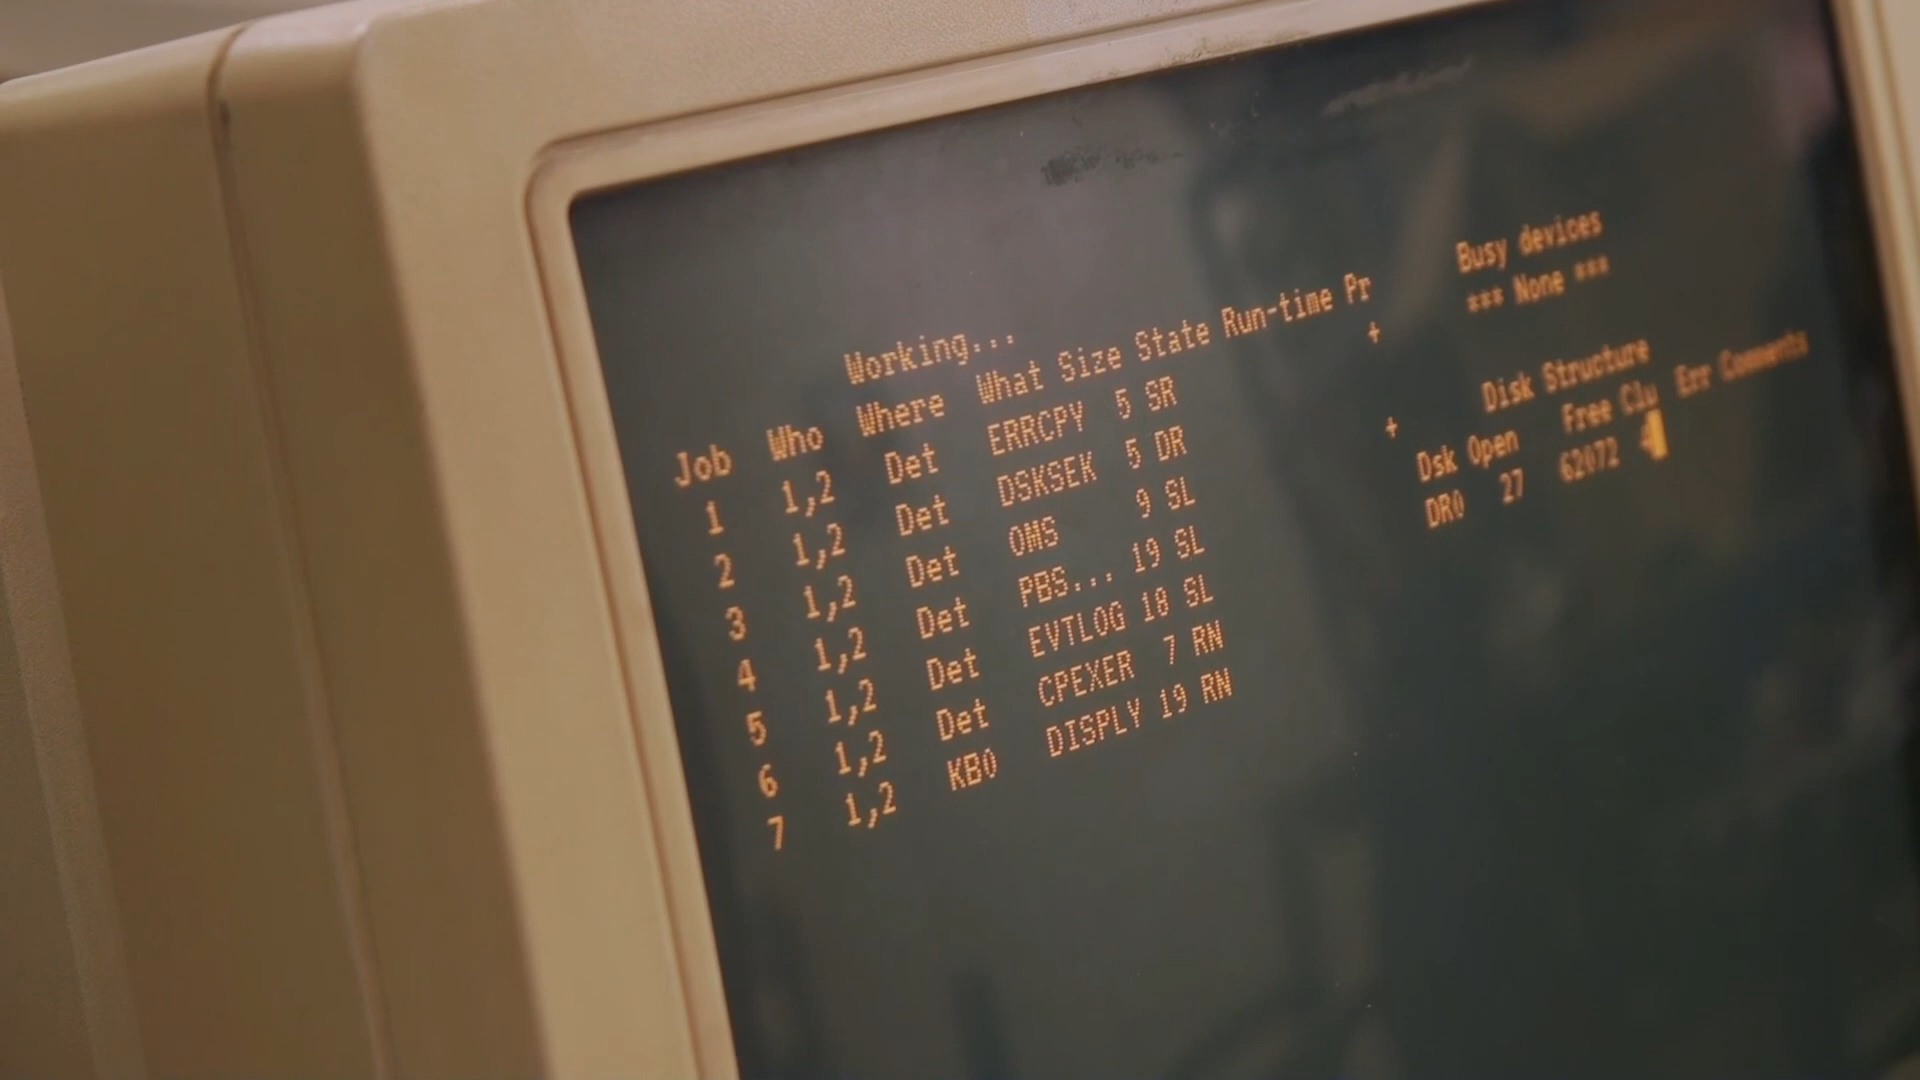 Working...
Job Who Where What Size State Run-time Pr
1 1,2 Det ERRCPY 5 SR
2 1,2 Det DSKSEK 5 DR
3 1,2 Det OMS 9 SL
4 1,2 Det PBS... 19 SL
5 1,2 Det EVTLOG 18 SL
6 1,2 Det CPEXER 7 RN
7 1,2 KB0 DISPLY 19 RN
+
+
Busy devices
*** None ***
Disk Structure
Dsk Open Free Clu Err Comments
DR0 27 62072 4